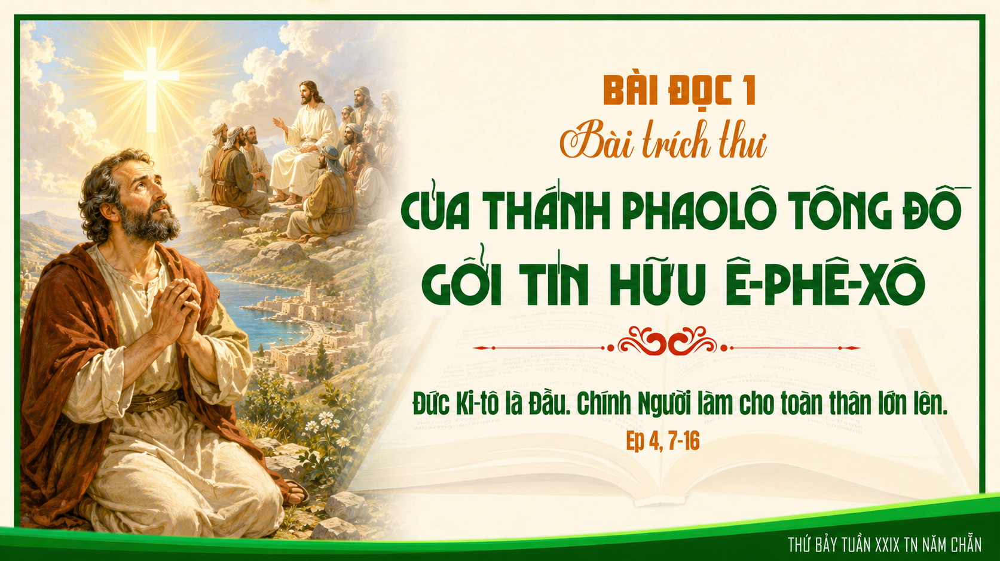 BÀI ĐỌC 1
Bài trích thư
CỦA THÁNH PHAOLÔ TÔNG ĐỒ
GỞI TÍN HỮU Ê-PHÊ-XÔ
Đức Ki-tô là Đầu. Chính Người làm cho toàn thân lớn lên.
Ep 4, 7-16
THỨ BẢY TUẦN XXIX TN NĂM CHẴN